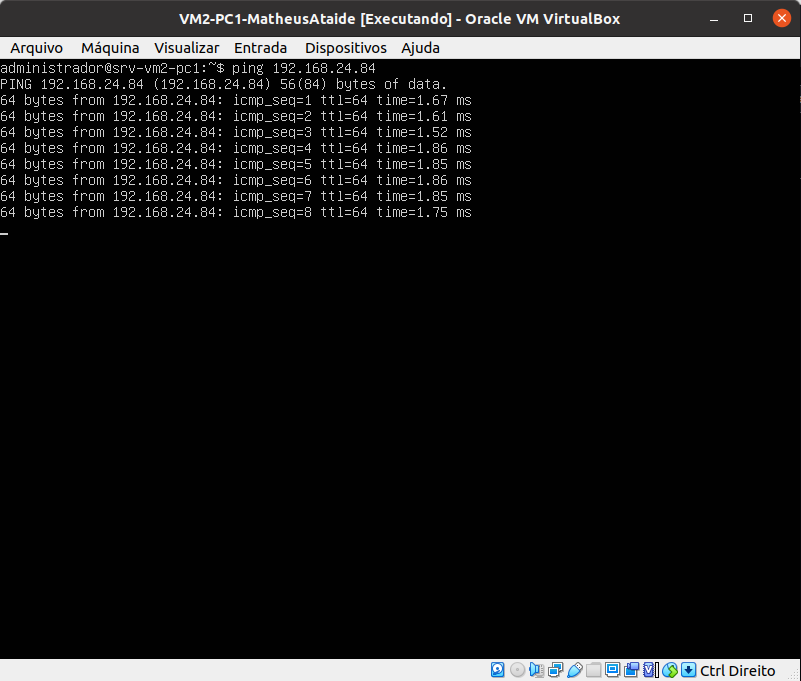 VM2-PC1-MatheusAtaide [Executando] - Oracle VM VirtualBox
Arquivo Máquina Visualizar Entrada Dispositivos Ajuda
administrador@srv-vm2-pc1:~$ ping 192.168.24.84
PING 192.168.24.84 (192.168.24.84) 56(84) bytes of data.
64 bytes from 192.168.24.84: icmp_seq=1 ttl=64 time=1.67 ms
64 bytes from 192.168.24.84: icmp_seq=2 ttl=64 time=1.61 ms
64 bytes from 192.168.24.84: icmp_seq=3 ttl=64 time=1.52 ms
64 bytes from 192.168.24.84: icmp_seq=4 ttl=64 time=1.86 ms
64 bytes from 192.168.24.84: icmp_seq=5 ttl=64 time=1.85 ms
64 bytes from 192.168.24.84: icmp_seq=6 ttl=64 time=1.86 ms
64 bytes from 192.168.24.84: icmp_seq=7 ttl=64 time=1.85 ms
64 bytes from 192.168.24.84: icmp_seq=8 ttl=64 time=1.75 ms
Ctrl Direito